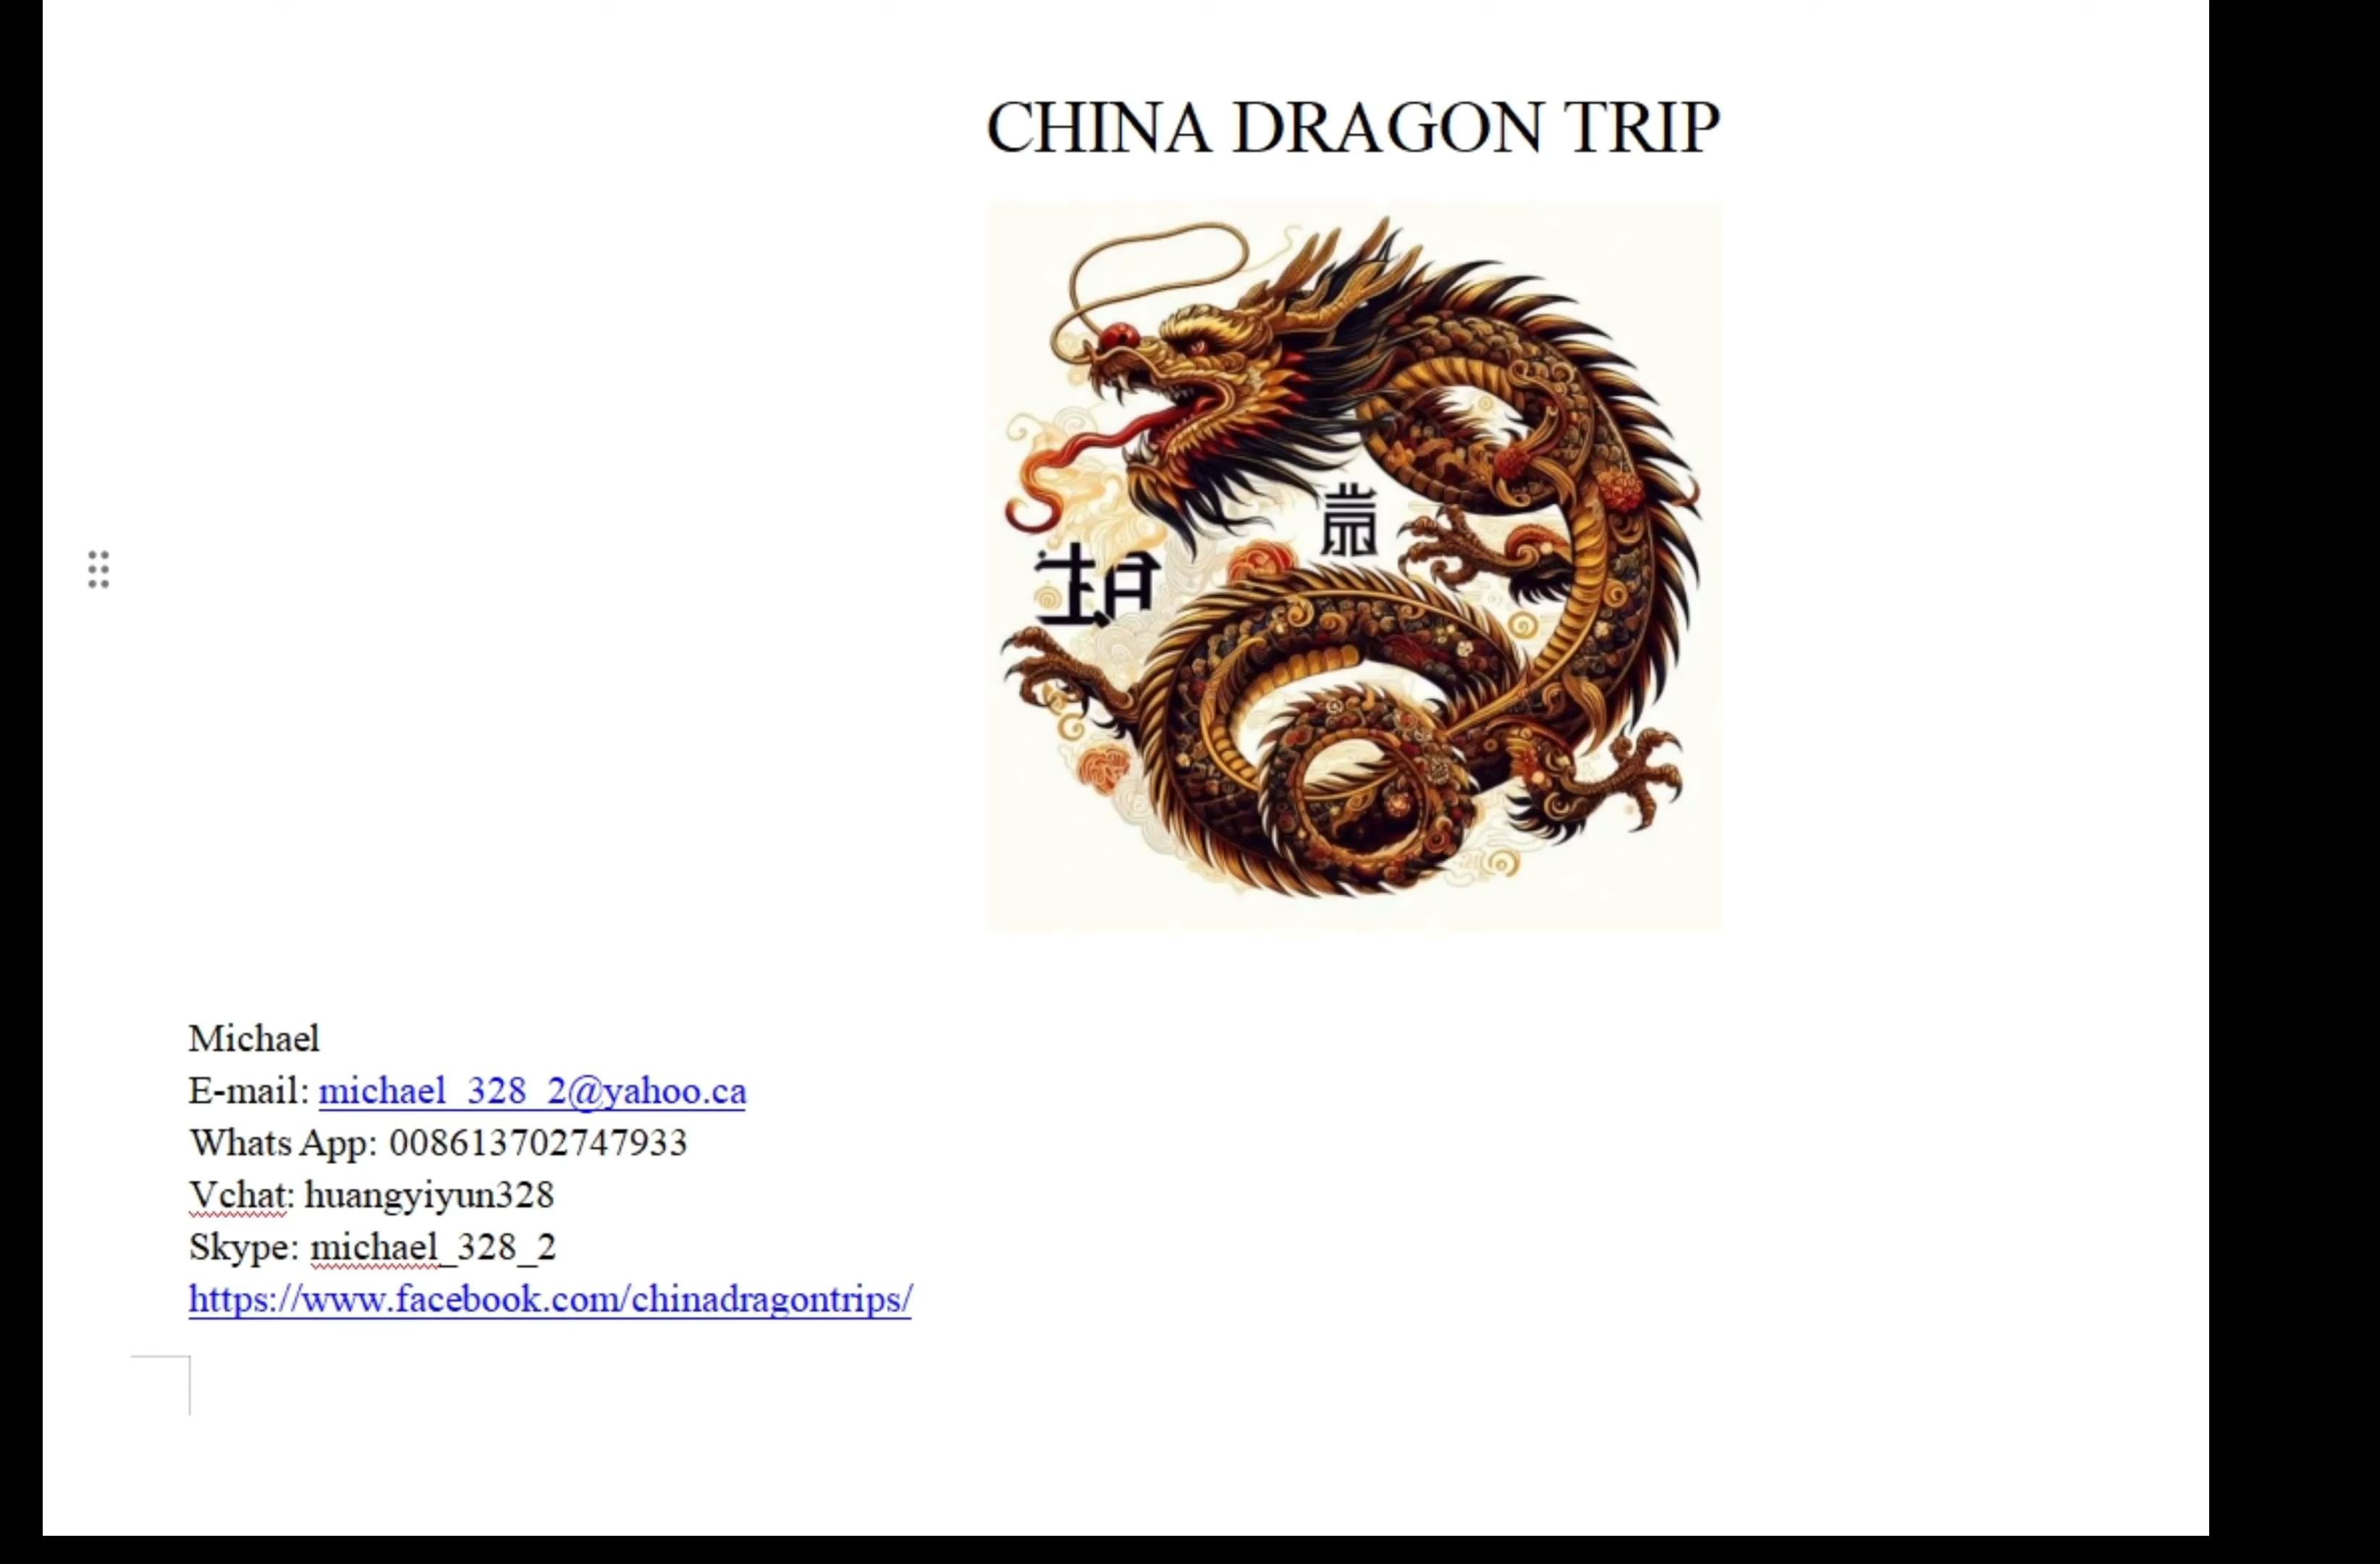 CHINA DRAGON TRIP
Michael
E-mail: michael_328_2@yahoo.ca
Whats App: 008613702747933
Vchat: huangyiyun328
Skype: michael_328_2
https://www.facebook.com/chinadragontrips/